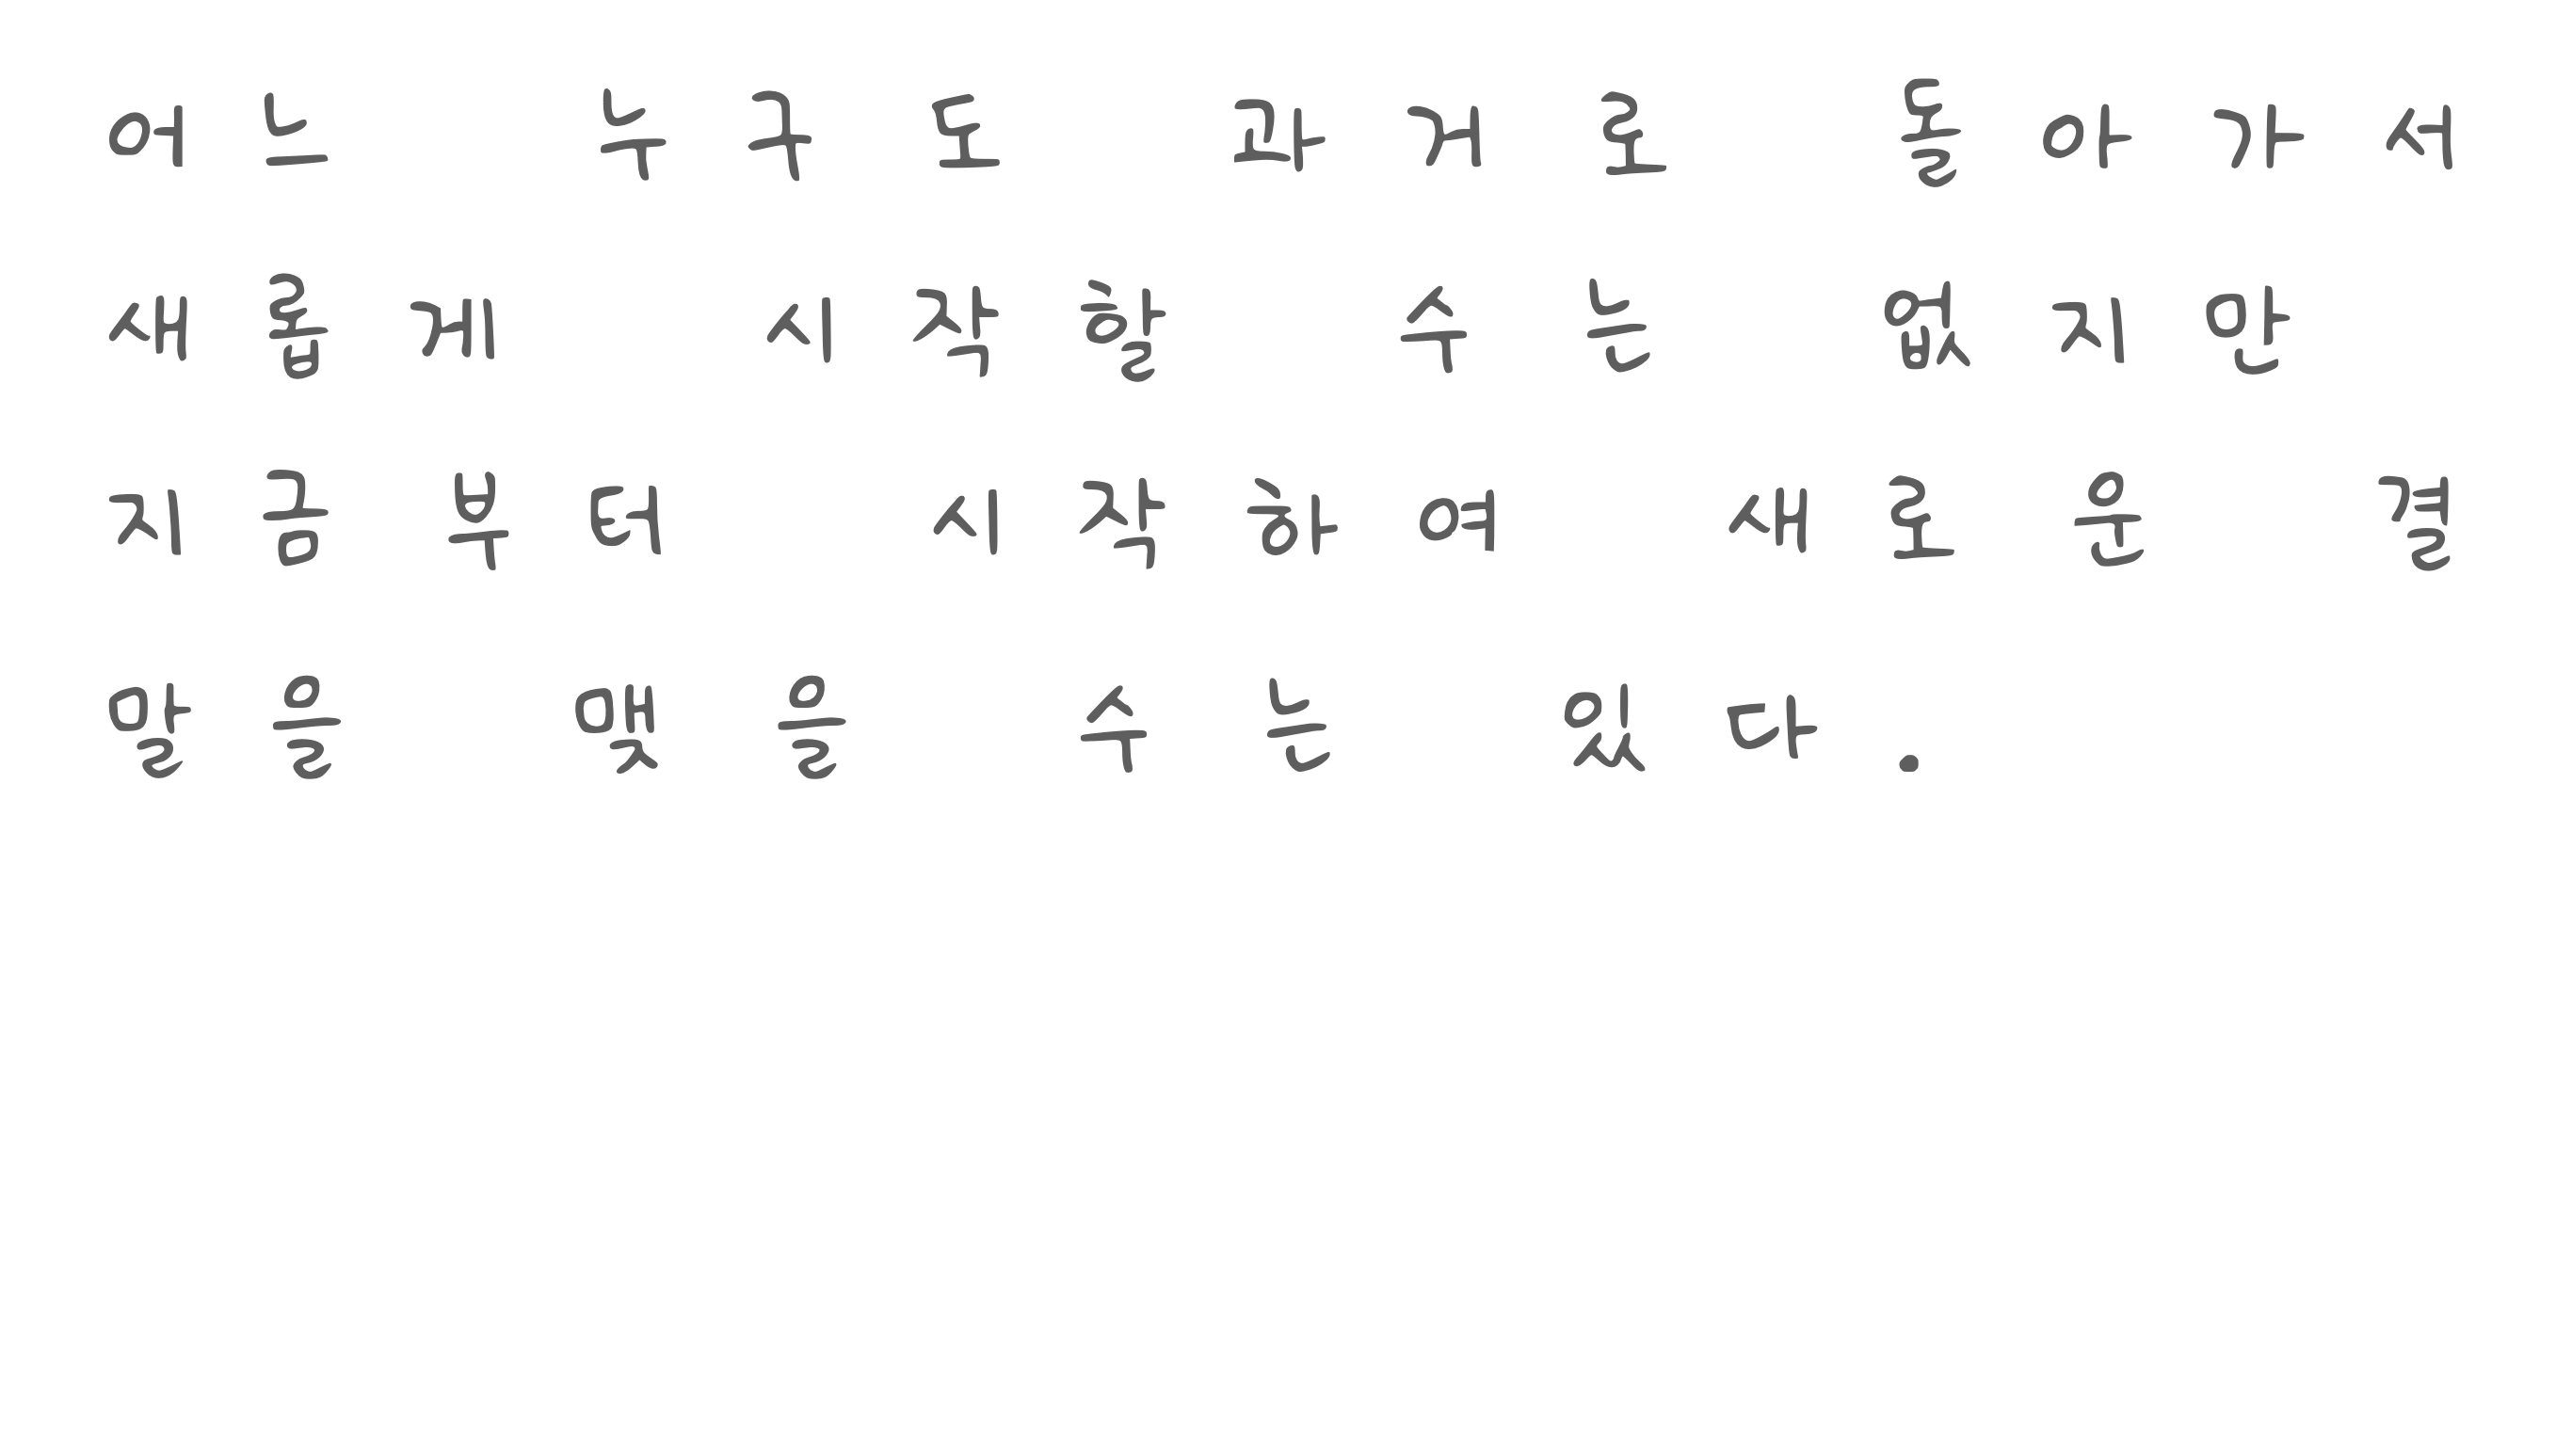 어느 누구도 과거로 돌아가서
새롭게 시작할 수는 없지만
지금부터 시작하여 새로운 결
말을 맺을 수는 있다.